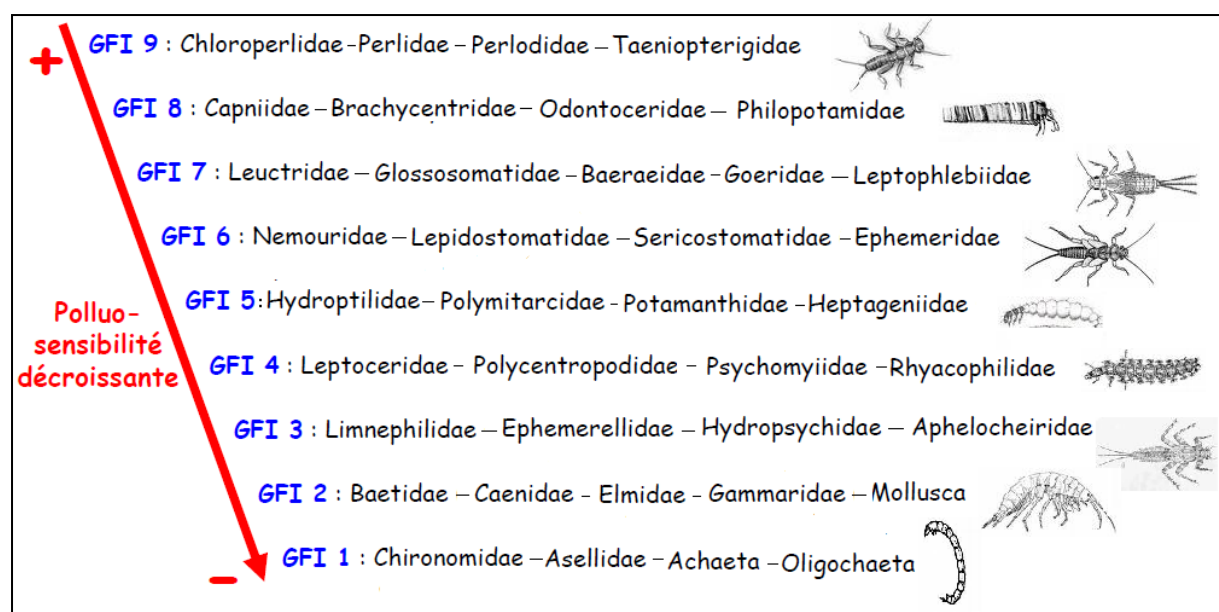 +
GFI 9 : Chloroperlidae - Perlidae – Perlodidae – Taeniopterigidae
GFI 8 : Capniidae – Brachycentridae – Odontoceridae – Philopotamidae
GFI 7 : Leuctridae – Glossosomatidae - Baeraeidae - Goeridae – Leptophlebiidae
GFI 6 : Nemouridae – Lepidostomatidae – Sericostomatidae - Ephemeridae
GFI 5 : Hydroptilidae – Polymitarcidae - Potamanthidae - Heptageniidae
Polluo-
sensibilité
décroissante
GFI 4 : Leptoceridae – Polycentropodidae - Psychomyiidae - Rhyacophilidae
GFI 3 : Limnephilidae – Ephemerellidae – Hydropsychidae – Aphelocheiridae
GFI 2 : Baetidae – Caenidae - Elmidae - Gammaridae – Mollusca
GFI 1 : Chironomidae – Asellidae – Achaeta – Oligochaeta
–